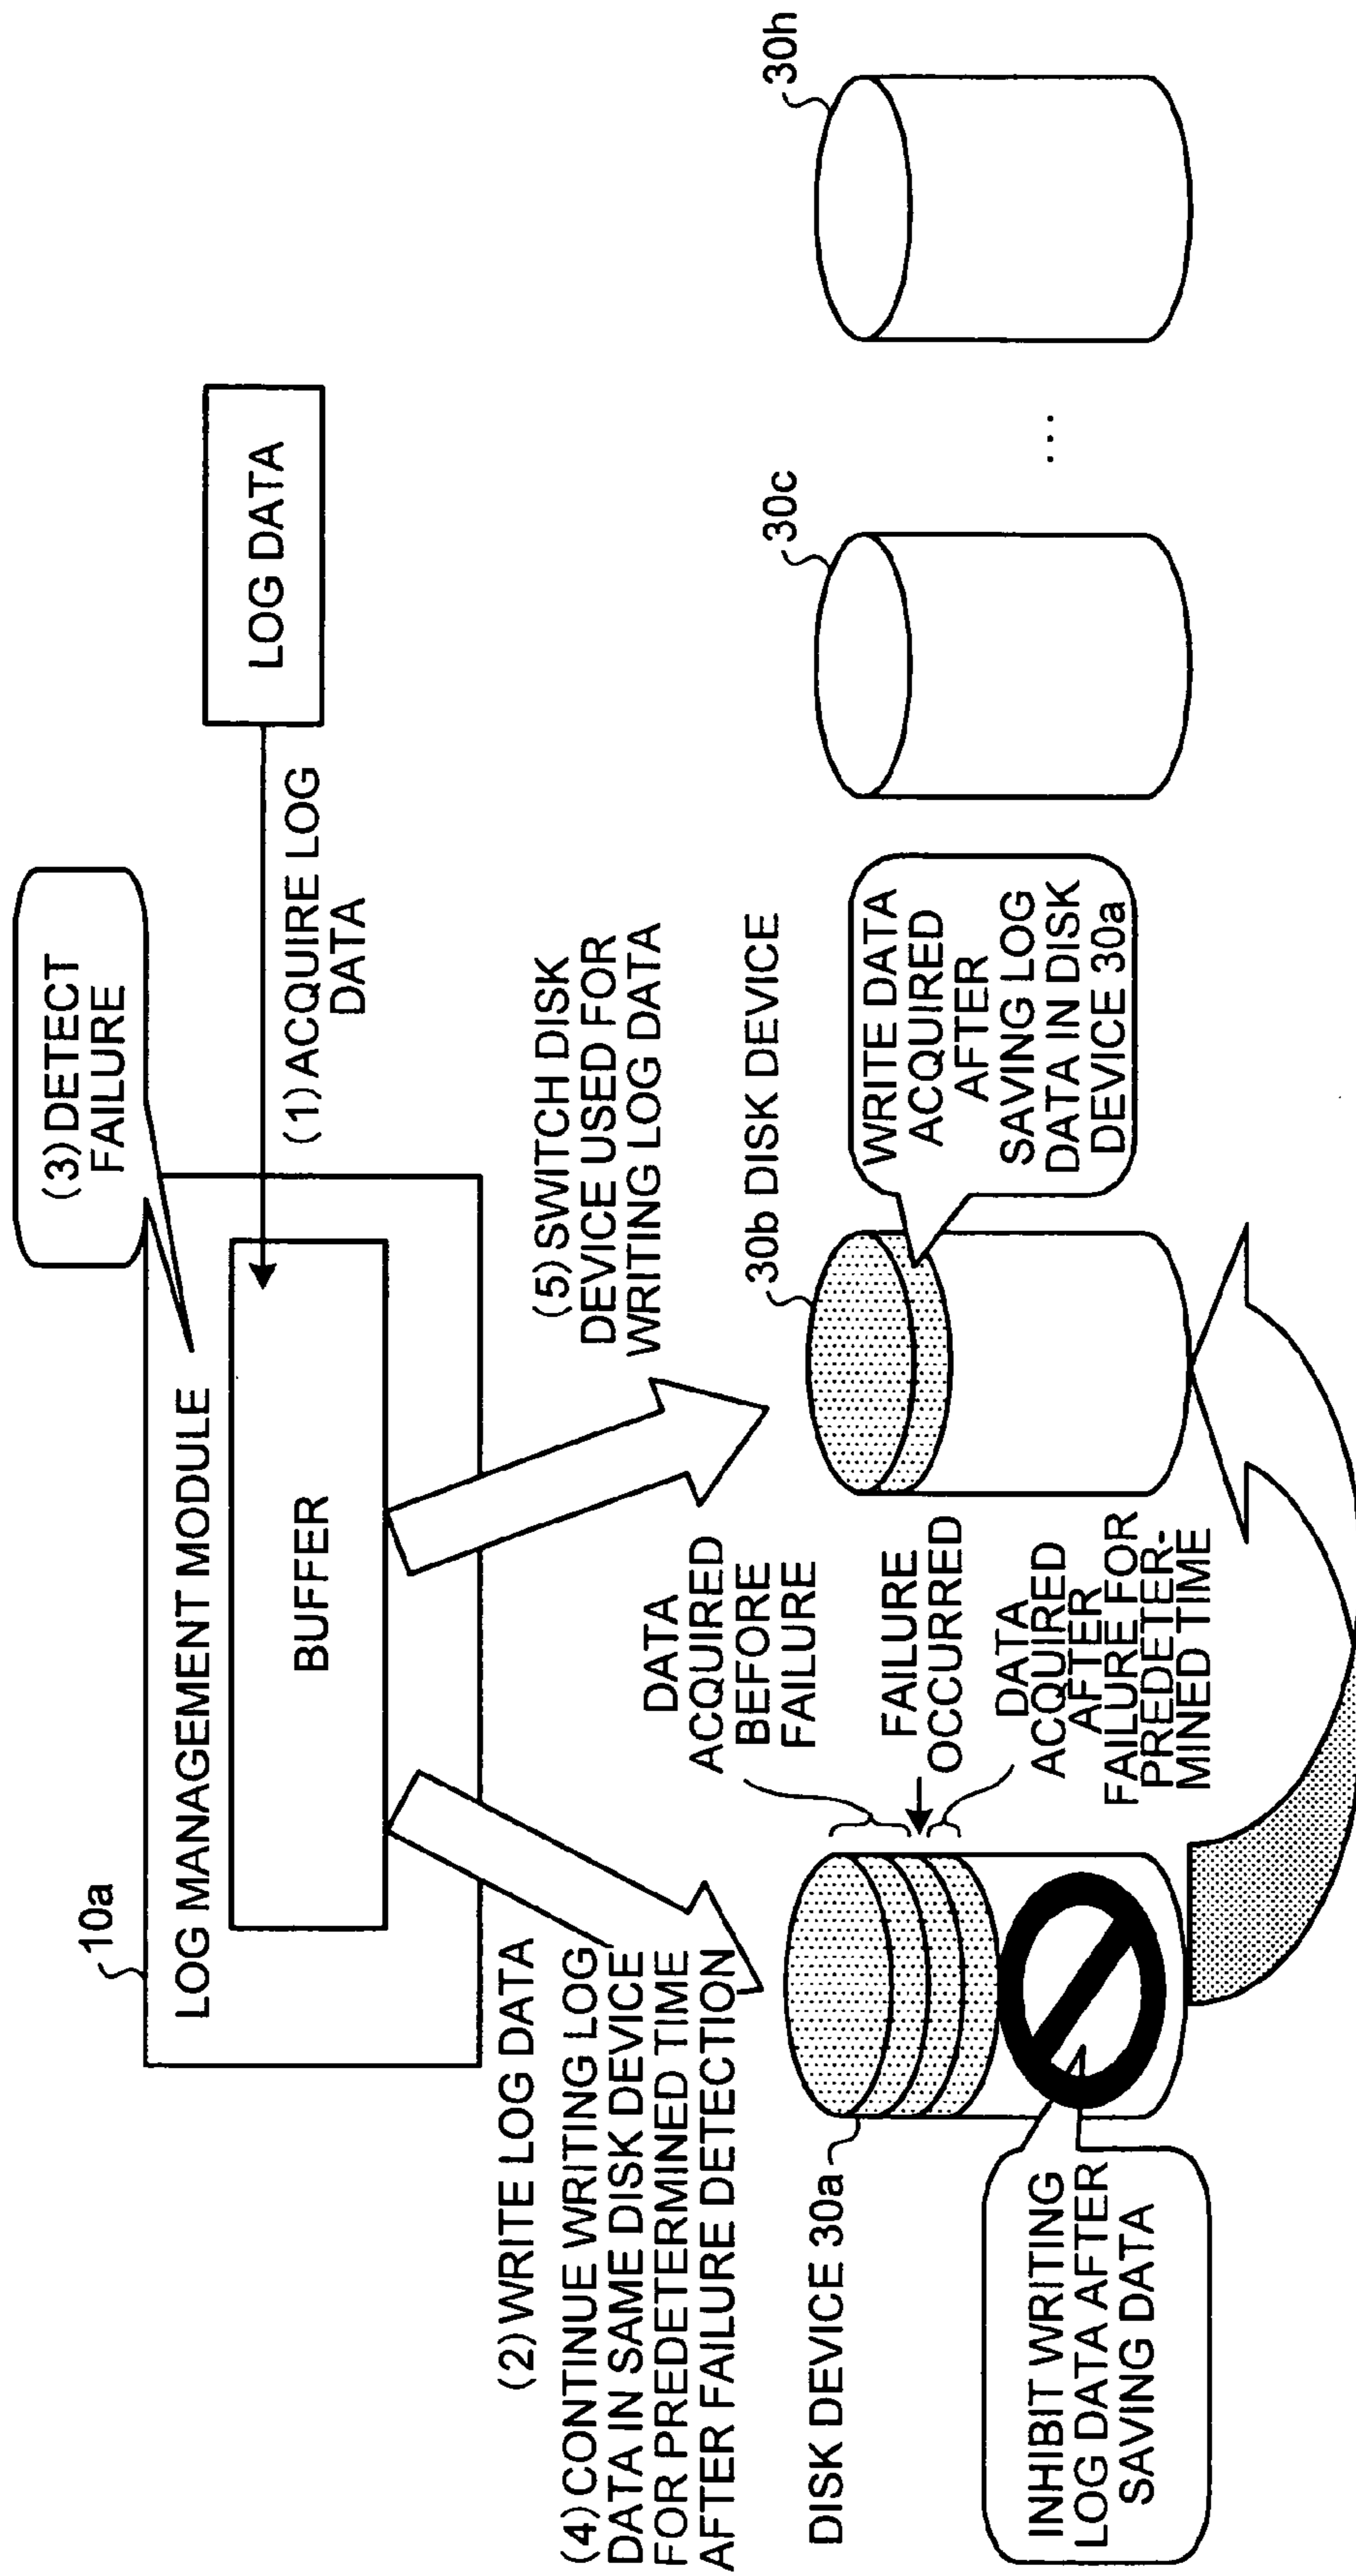 10a
LOG MANAGEMENT MODULE
(3) DETECT
FAILURE
BUFFER
LOG DATA
(1) ACQUIRE LOG
DATA
(2) WRITE LOG DATA
(4) CONTINUE WRITING LOG
DATA IN SAME DISK DEVICE
FOR PREDETERMINED TIME
AFTER FAILURE DETECTION
(5) SWITCH DISK
DEVICE USED FOR
WRITING LOG DATA
DISK DEVICE 30a
DATA
ACQUIRED
BEFORE
FAILURE
FAILURE
OCCURRED
DATA
ACQUIRED
AFTER
FAILURE FOR
PREDETER-
MINED TIME
INHIBIT WRITING
LOG DATA AFTER
SAVING DATA
30b DISK DEVICE
WRITE DATA
ACQUIRED
AFTER
SAVING LOG
DATA IN DISK
DEVICE 30a
30c
...
30h